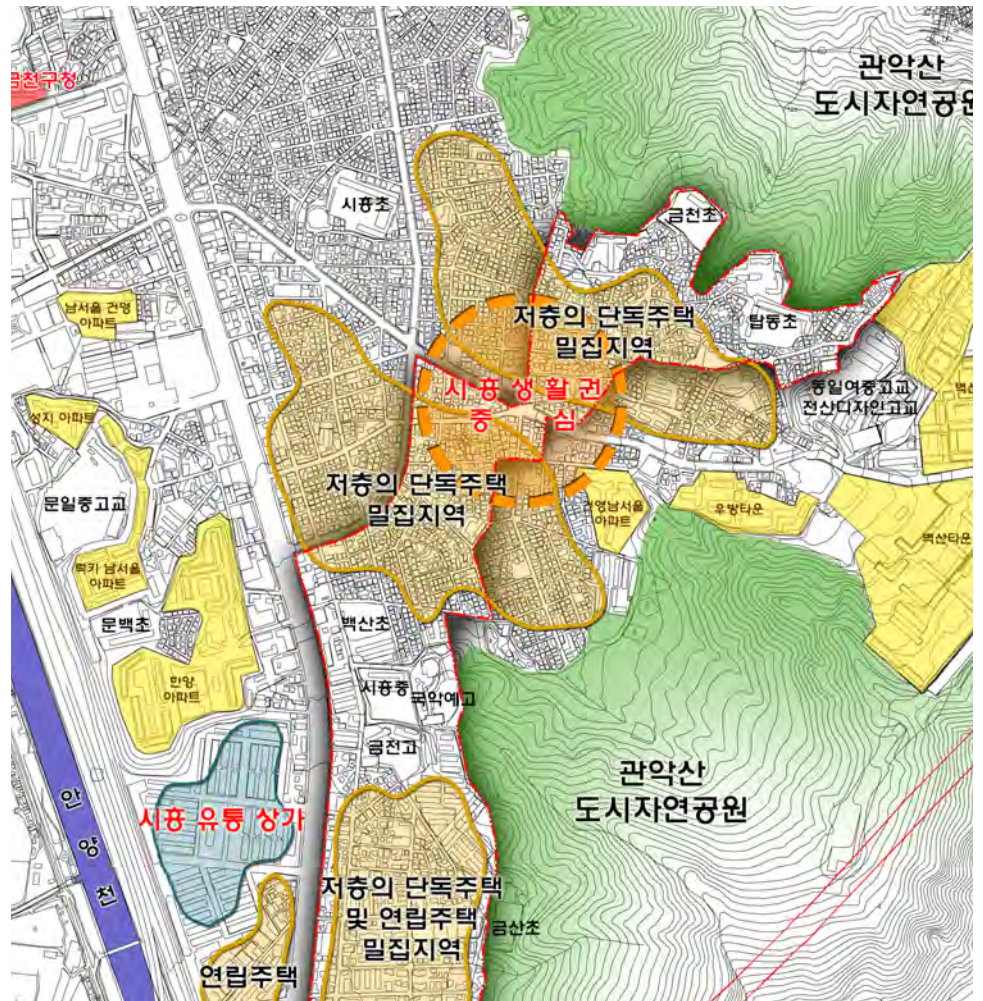 관악산
도시자연공원
금천구청
시흥초
금천초
탑동초
남서울 건영
아파트
저층의 단독주택
밀집지역
시흥생활권
중 심
동일여중고교
전산디자인고교
성지 아파트
문일중고교
저층의 단독주택
밀집지역
건영남서울
아파트
우방타운
벽산타운
럭키 남서울
아파트
문백초
백산초
한양
아파트
시흥중
국악예고
금천고
관악산
도시자연공원
안양천
시흥 유통 상가
저층의 단독주택
및 연립주택
밀집지역
금산초
연립주택